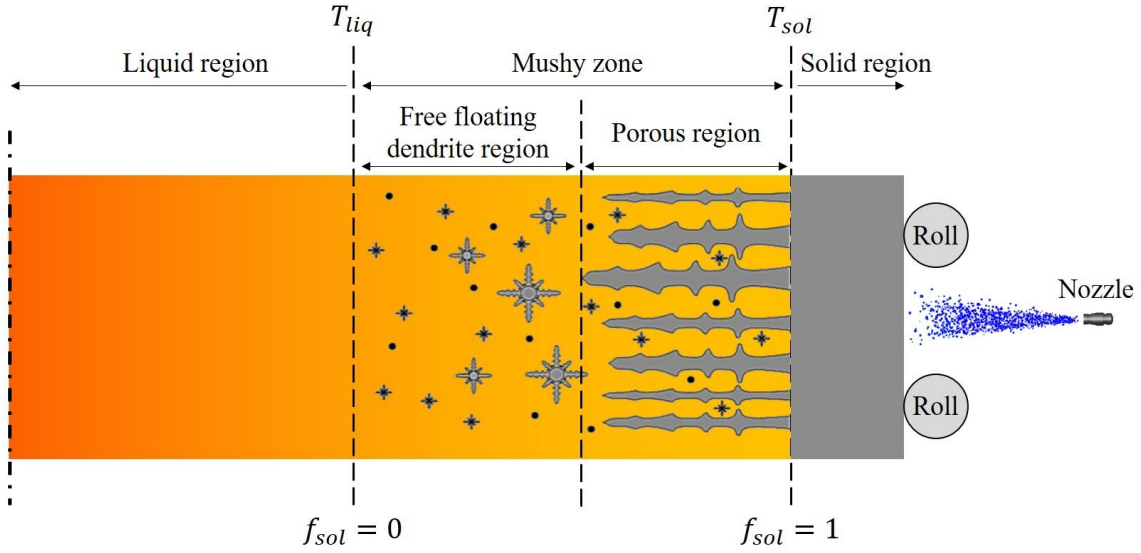 T_liq
T_sol
Liquid region
Mushy zone
Solid region
Free floating
dendrite region
Porous region
Roll
Nozzle
Roll
f_sol = 0
f_sol = 1